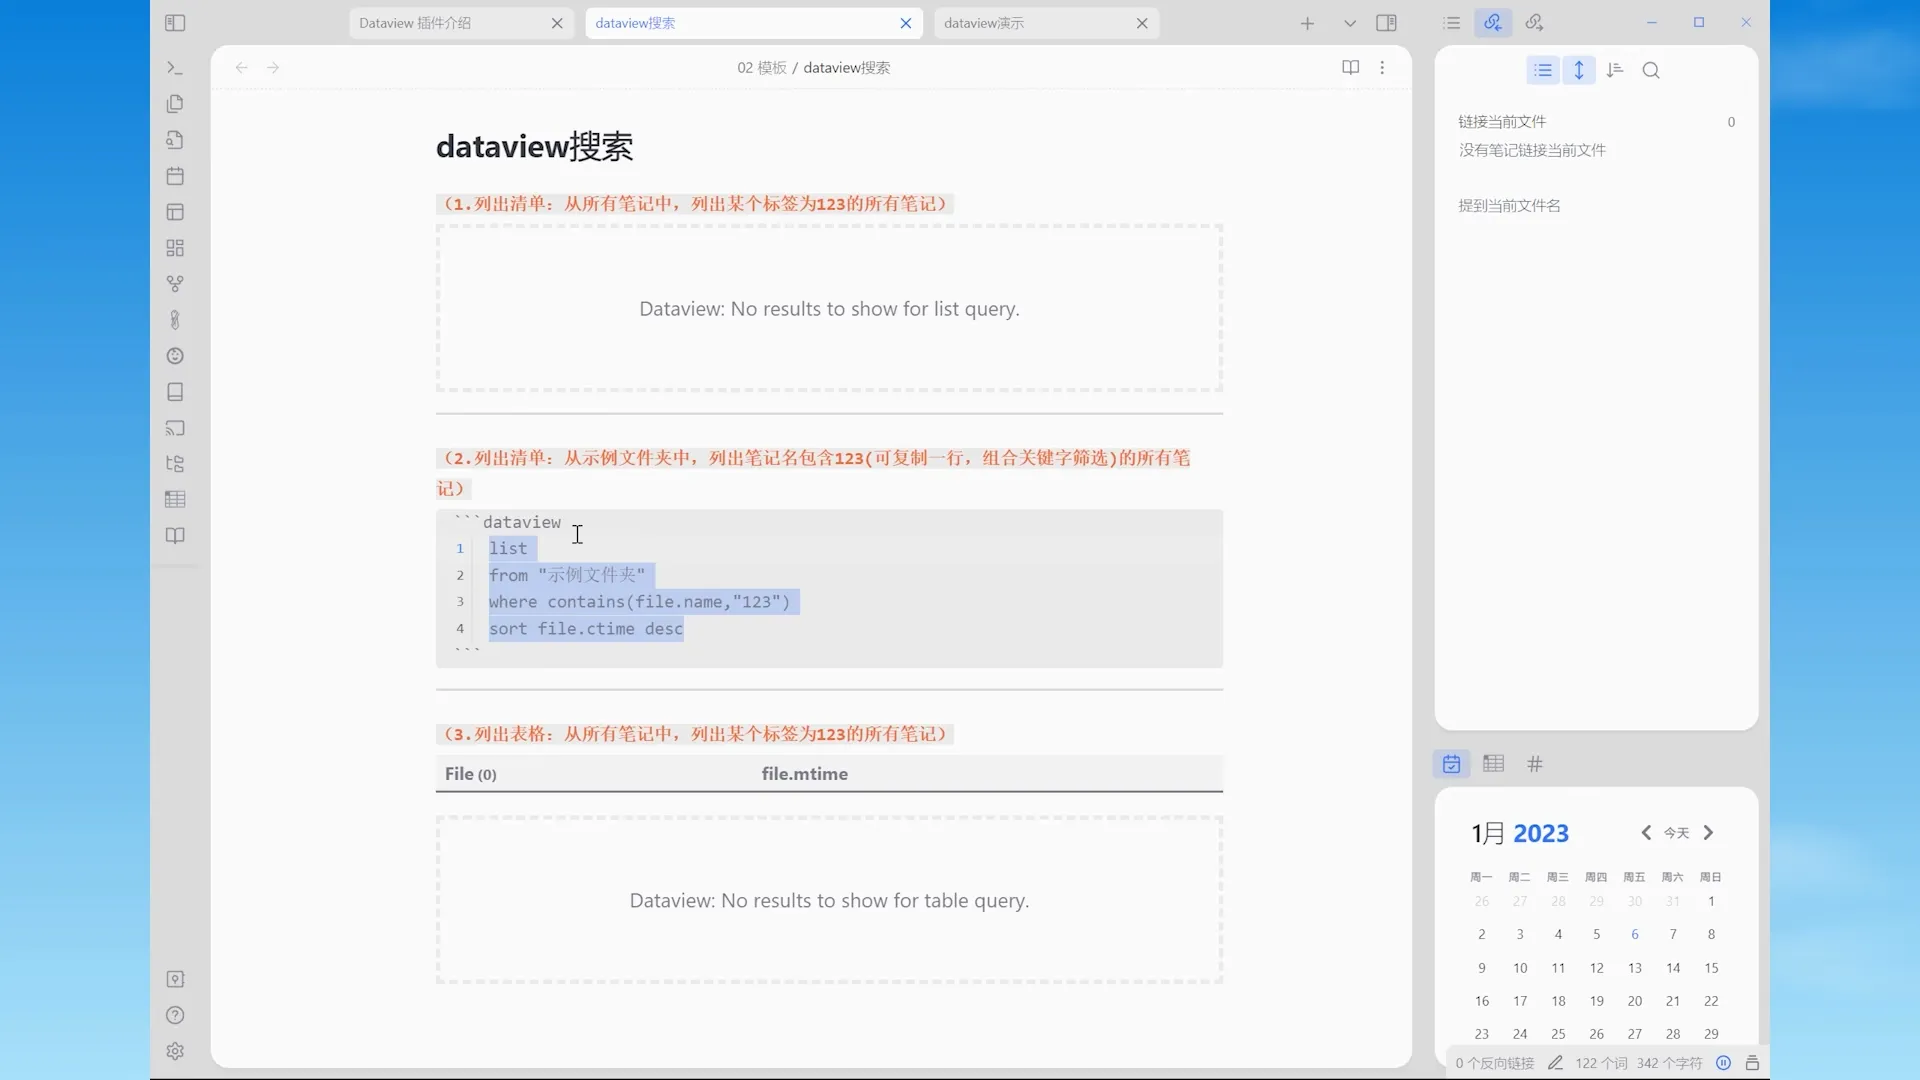 Dataview 插件介绍
dataview搜索
dataview演示
02 模板 / dataview搜索
dataview搜索
（1.列出清单：从所有笔记中，列出某个标签为123的所有笔记）
Dataview: No results to show for list query.
（2.列出清单：从示例文件夹中，列出笔记名包含123(可复制一行，组合关键字筛选)的所有笔
记）
```dataview
1 list
2 from "示例文件夹"
3 where contains(file.name,"123")
4 sort file.ctime desc
```
（3.列出表格：从所有笔记中，列出某个标签为123的所有笔记）
File (0) file.mtime
Dataview: No results to show for table query.
链接当前文件 0
没有笔记链接当前文件
提到当前文件名
1月 2023 今天
周一 周二 周三 周四 周五 周六 周日
26 27 28 29 30 31 1
2 3 4 5 6 7 8
9 10 11 12 13 14 15
16 17 18 19 20 21 22
23 24 25 26 27 28 29
0 个反向链接 122 个词 342 个字符